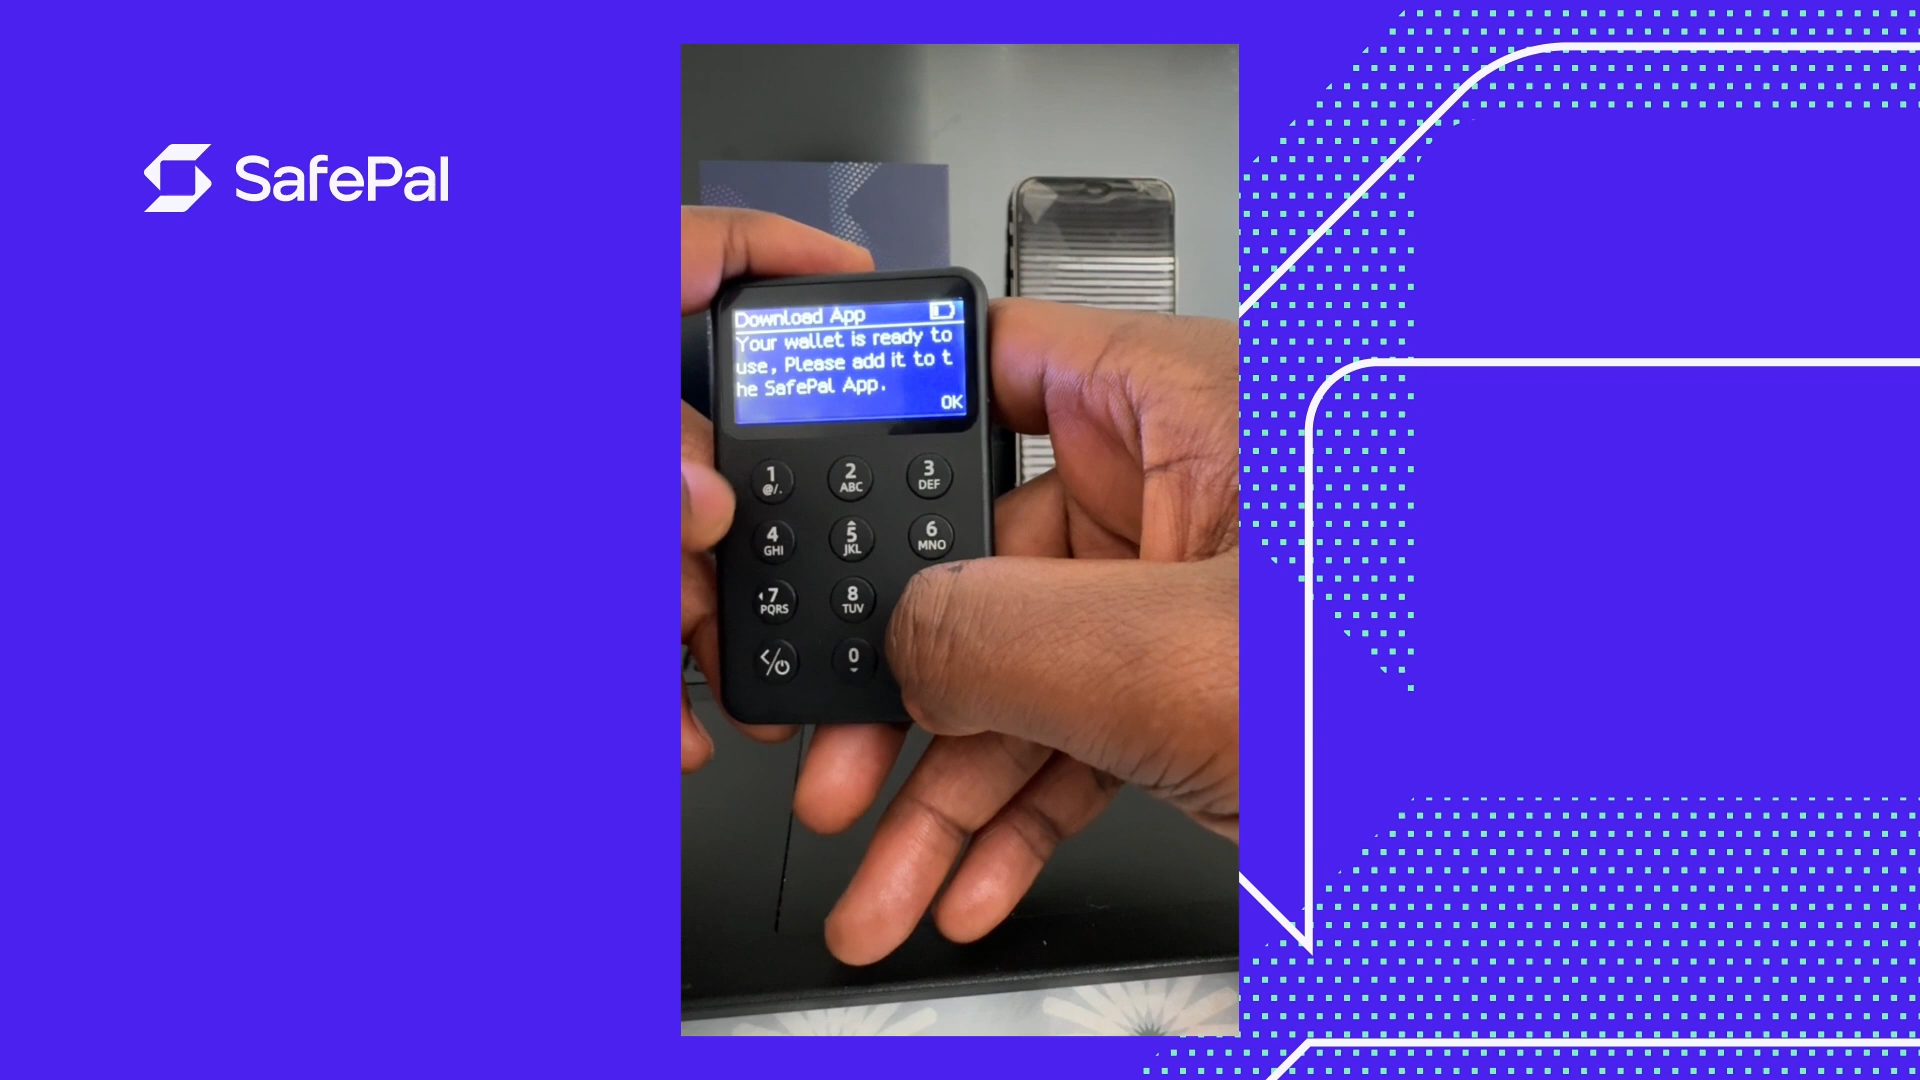 SafePal
Download App
Your wallet is ready to
use, Please add it to t
he SafePal App.
OK
1
@/.
2
ABC
3
DEF
4
GHI
5
JKL
6
MNO
7
PQRS
8
TUV
0